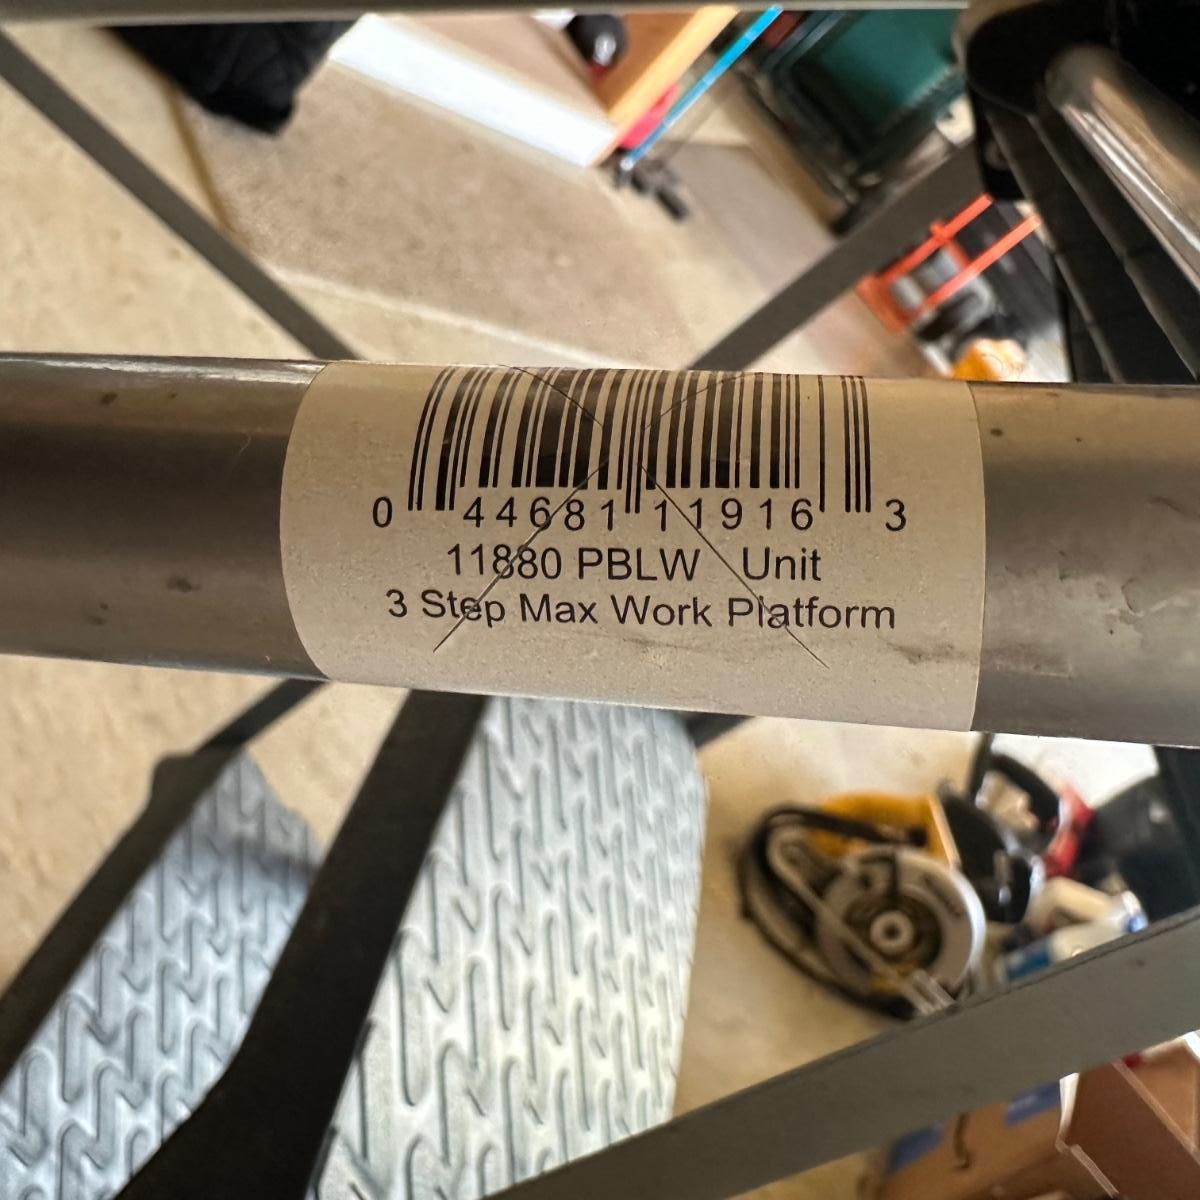 0 44681 11916 3
11880 PBLW Unit
3 Step Max Work Platform